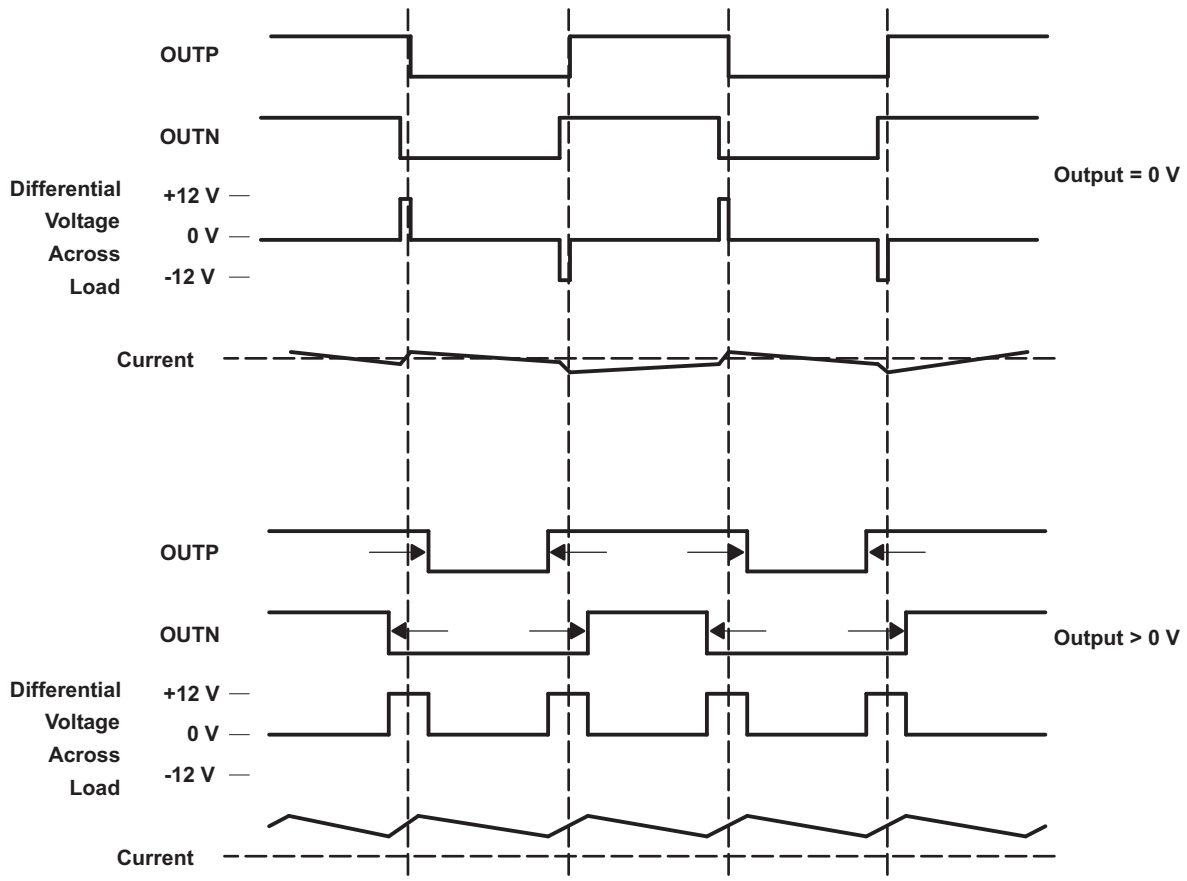 OUTP
OUTN
Output = 0 V
Differential
Voltage
Across
Load
+12 V
0 V
-12 V
Current
OUTP
OUTN
Output > 0 V
Differential
Voltage
Across
Load
+12 V
0 V
-12 V
Current